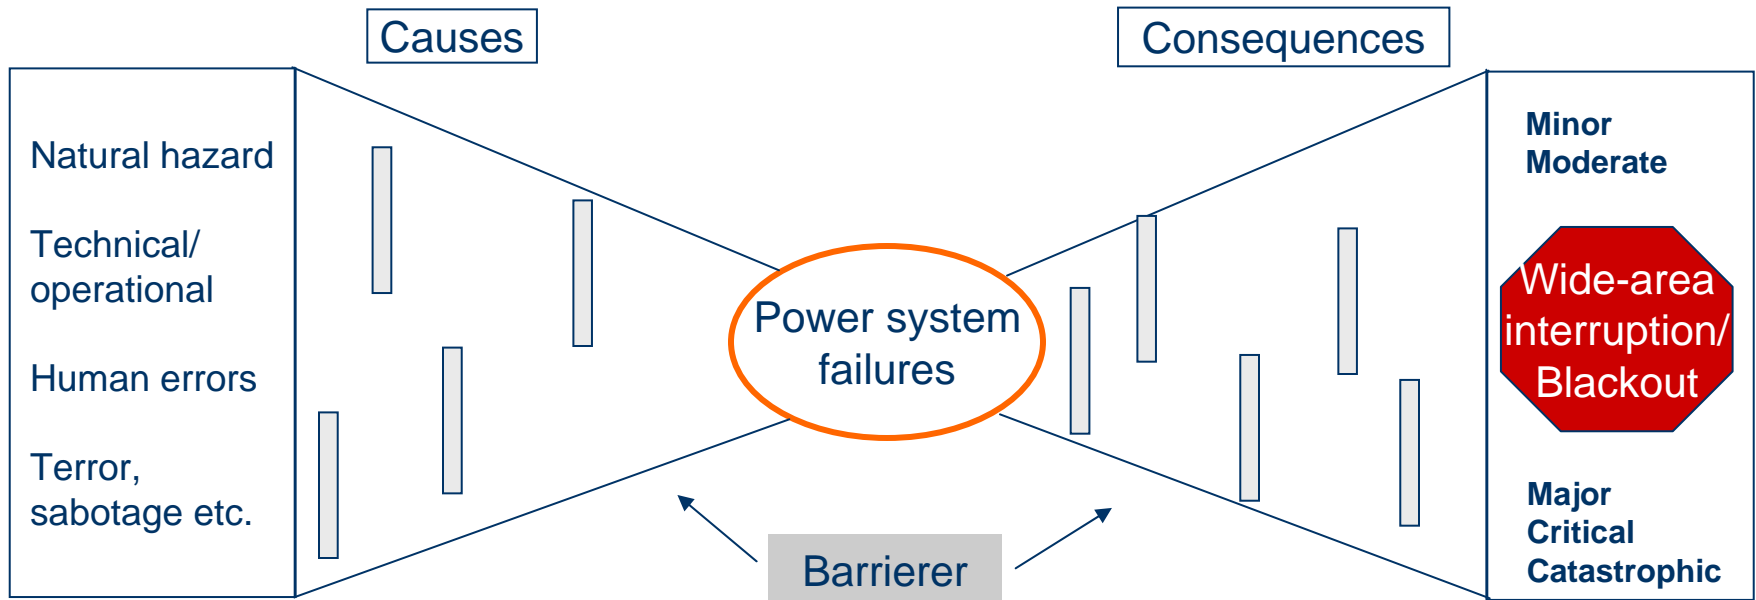 Causes
Consequences
Natural hazard
Technical/
operational
Human errors
Terror,
sabotage etc.
Power system
failures
Barrierer
Minor
Moderate
Wide-area
interruption/
Blackout
Major
Critical
Catastrophic